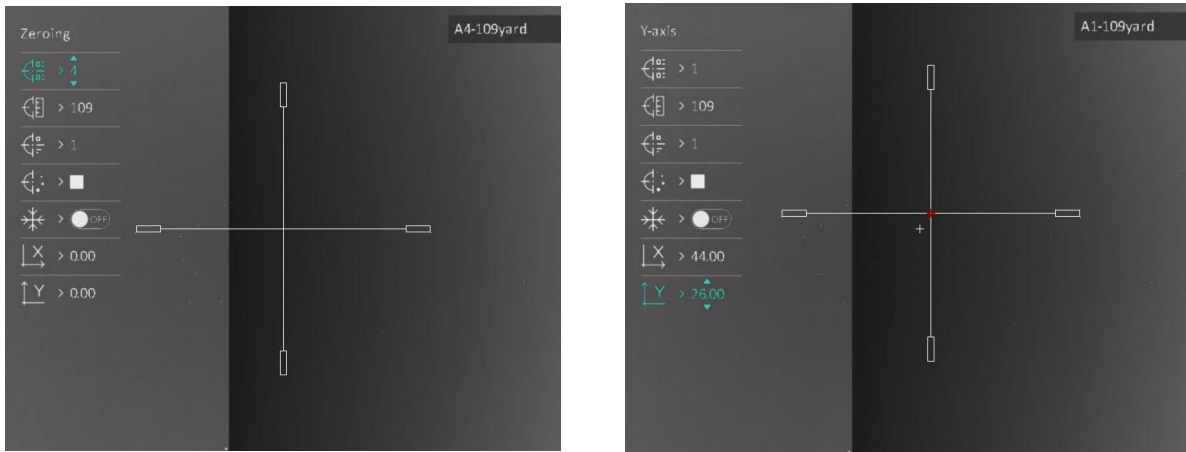 Zeroing
A4-109yard
> 4
> 109
> 1
>
> OFF
X > 0.00
Y > 0.00
Y-axis
A1-109yard
> 1
> 109
> 1
>
> OFF
X > 44.00
Y > 26.00